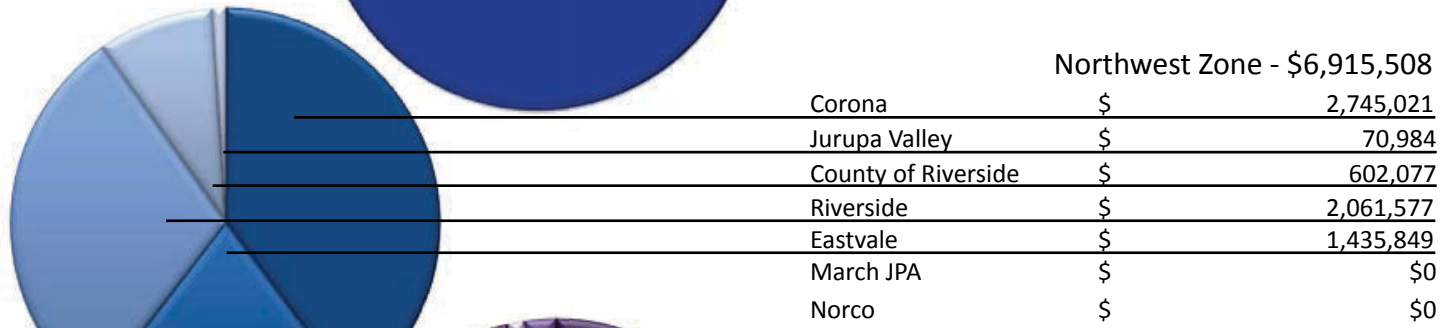 Northwest Zone - $6,915,508
Corona $ 2,745,021
Jurupa Valley $ 70,984
County of Riverside $ 602,077
Riverside $ 2,061,577
Eastvale $ 1,435,849
March JPA $ $0
Norco $ $0